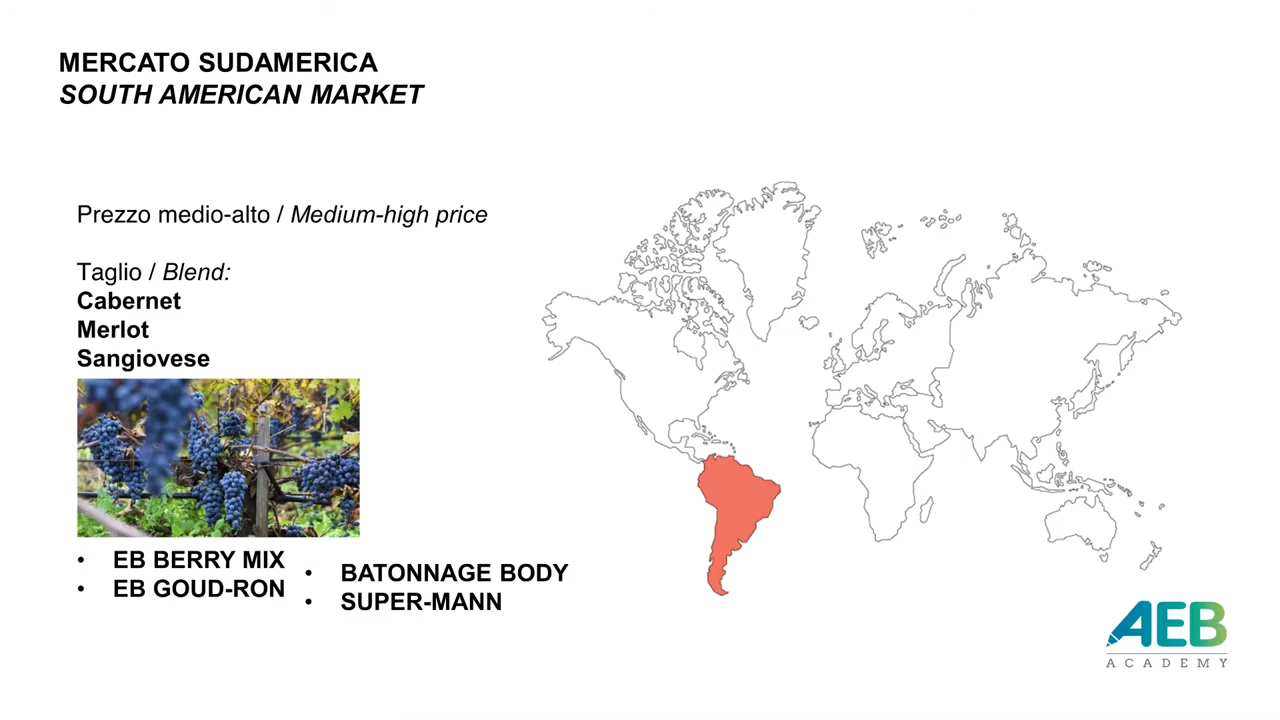 MERCATO SUDAMERICA
SOUTH AMERICAN MARKET
Prezzo medio-alto / Medium-high price
Taglio / Blend:
Cabernet
Merlot
Sangiovese
• EB BERRY MIX
• EB GOUD-RON
• BATONNAGE BODY
• SUPER-MANN
AEB
ACADEMY